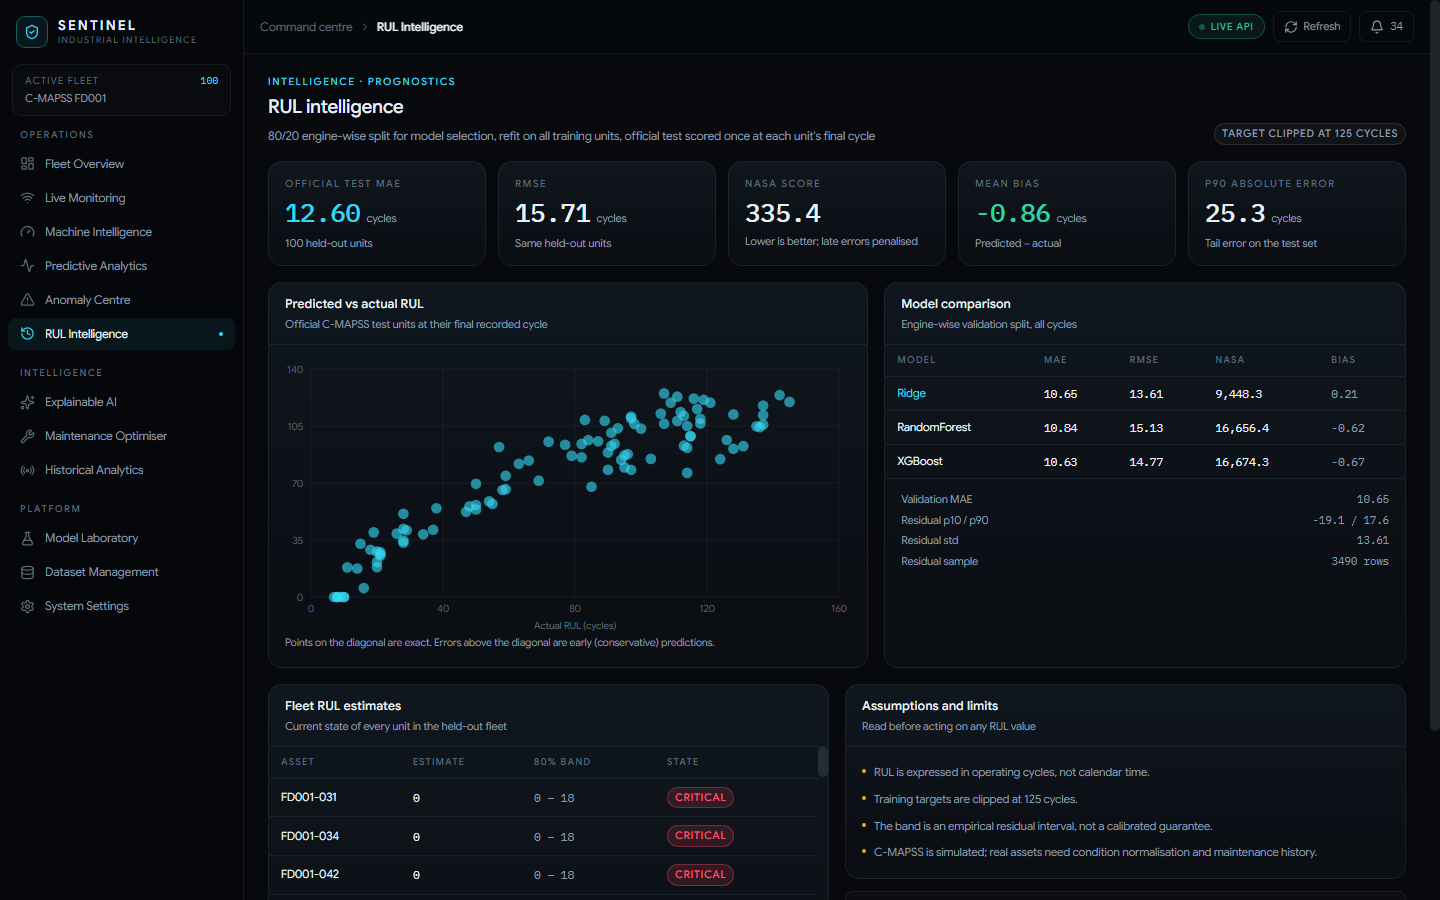 SENTINEL
INDUSTRIAL INTELLIGENCE
ACTIVE FLEET 100
C-MAPSS FD001
OPERATIONS
Fleet Overview
Live Monitoring
Machine Intelligence
Predictive Analytics
Anomaly Centre
RUL Intelligence
INTELLIGENCE
Explainable AI
Maintenance Optimiser
Historical Analytics
PLATFORM
Model Laboratory
Dataset Management
System Settings
Command centre > RUL Intelligence
LIVE API
Refresh
34
INTELLIGENCE · PROGNOSTICS
RUL intelligence
80/20 engine-wise split for model selection, refit on all training units, official test scored once at each unit's final cycle
TARGET CLIPPED AT 125 CYCLES
OFFICIAL TEST MAE
12.60 cycles
100 held-out units
RMSE
15.71 cycles
Same held-out units
NASA SCORE
335.4
Lower is better; late errors penalised
MEAN BIAS
-0.86 cycles
Predicted − actual
P90 ABSOLUTE ERROR
25.3 cycles
Tail error on the test set
Predicted vs actual RUL
Official C-MAPSS test units at their final recorded cycle
140
105
70
35
0
0 40 80 120 160
Actual RUL (cycles)
Points on the diagonal are exact. Errors above the diagonal are early (conservative) predictions.
Model comparison
Engine-wise validation split, all cycles
MODEL MAE RMSE NASA BIAS
Ridge 10.65 13.61 9,448.3 0.21
RandomForest 10.84 15.13 16,656.4 -0.62
XGBoost 10.63 14.77 16,674.3 -0.67
Validation MAE 10.65
Residual p10 / p90 -19.1 / 17.6
Residual std 13.61
Residual sample 3490 rows
Fleet RUL estimates
Current state of every unit in the held-out fleet
ASSET ESTIMATE 80% BAND STATE
FD001-031 0 0 – 18 CRITICAL
FD001-034 0 0 – 18 CRITICAL
FD001-042 0 0 – 18 CRITICAL
Assumptions and limits
Read before acting on any RUL value
RUL is expressed in operating cycles, not calendar time.
Training targets are clipped at 125 cycles.
The band is an empirical residual interval, not a calibrated guarantee.
C-MAPSS is simulated; real assets need condition normalisation and maintenance history.